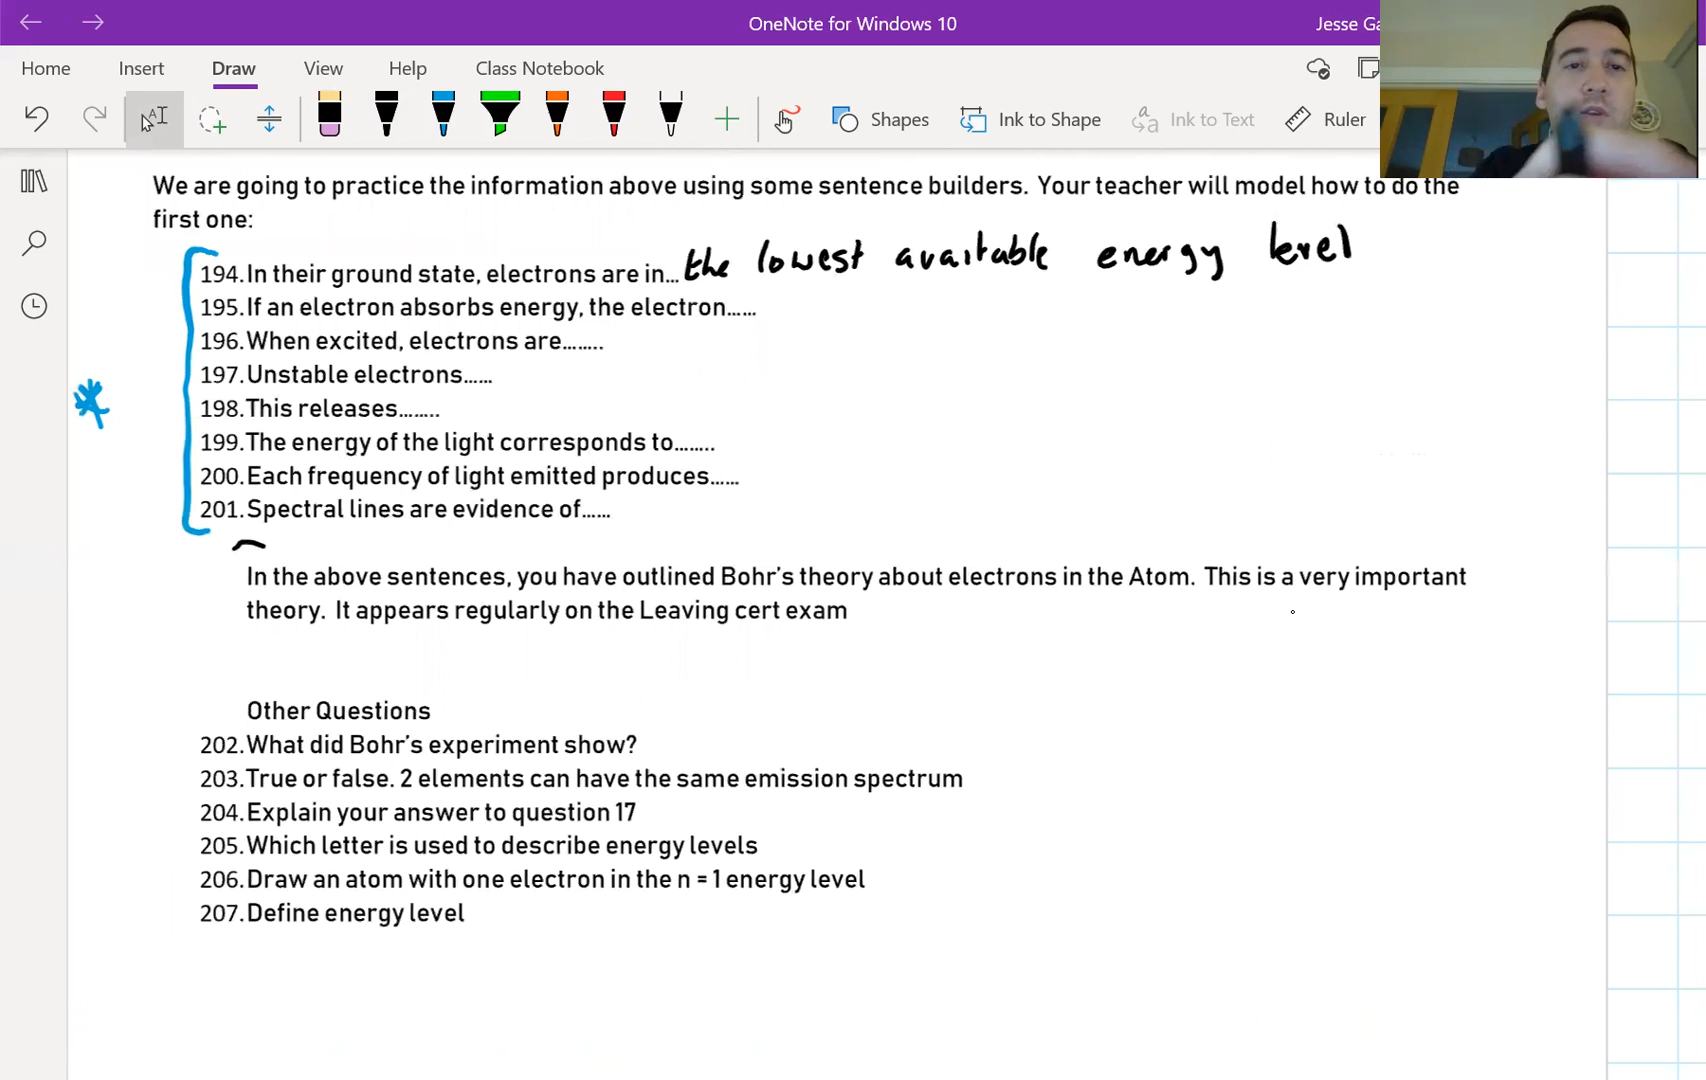 OneNote for Windows 10
Jesse Ga
Home Insert Draw View Help Class Notebook
Shapes Ink to Shape Ink to Text Ruler
We are going to practice the information above using some sentence builders. Your teacher will model how to do the
first one:
194. In their ground state, electrons are in... the lowest available energy level
195. If an electron absorbs energy, the electron......
196. When excited, electrons are........
197. Unstable electrons......
198. This releases........
199. The energy of the light corresponds to........
200. Each frequency of light emitted produces......
201. Spectral lines are evidence of......
In the above sentences, you have outlined Bohr's theory about electrons in the Atom. This is a very important
theory. It appears regularly on the Leaving cert exam
Other Questions
202. What did Bohr's experiment show?
203. True or false. 2 elements can have the same emission spectrum
204. Explain your answer to question 17
205. Which letter is used to describe energy levels
206. Draw an atom with one electron in the n = 1 energy level
207. Define energy level